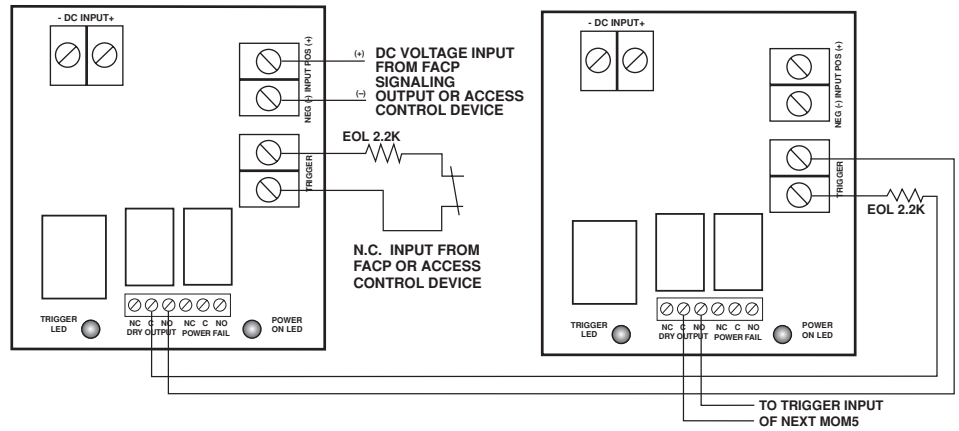 - DC INPUT+
NEG (-) INPUT POS (+)
(+) DC VOLTAGE INPUT
FROM FACP
SIGNALING
(–) OUTPUT OR ACCESS
CONTROL DEVICE
TRIGGER
EOL 2.2K
N.C. INPUT FROM
FACP OR ACCESS
CONTROL DEVICE
TRIGGER
LED
NC C NO NC C NO
DRY OUTPUT POWER FAIL
POWER
ON LED
- DC INPUT+
NEG (-) INPUT POS (+)
TRIGGER
EOL 2.2K
TRIGGER
LED
NC C NO NC C NO
DRY OUTPUT POWER FAIL
POWER
ON LED
TO TRIGGER INPUT
OF NEXT MOM5